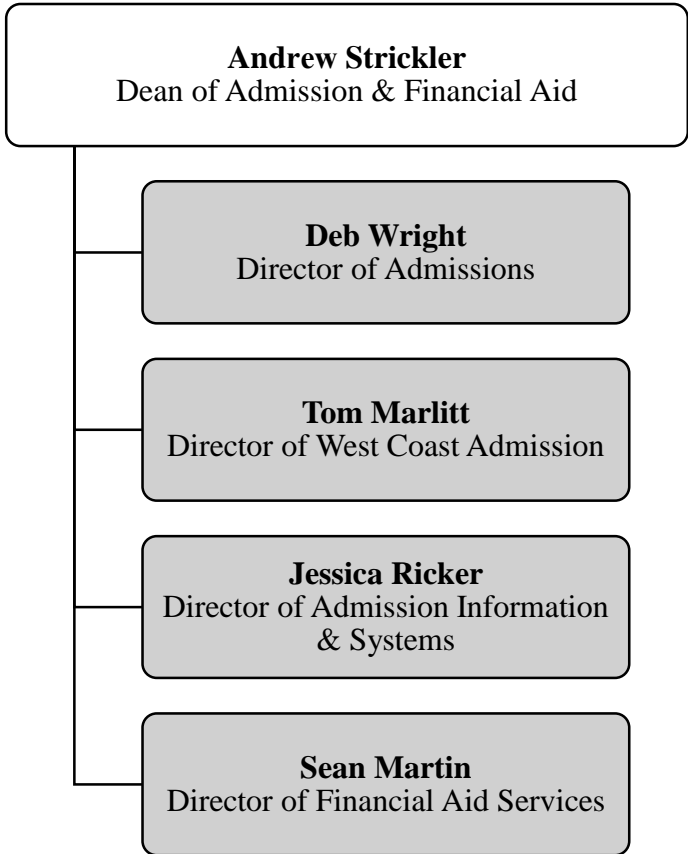 Andrew Strickler
Dean of Admission & Financial Aid
Deb Wright
Director of Admissions
Tom Marlitt
Director of West Coast Admission
Jessica Ricker
Director of Admission Information
& Systems
Sean Martin
Director of Financial Aid Services